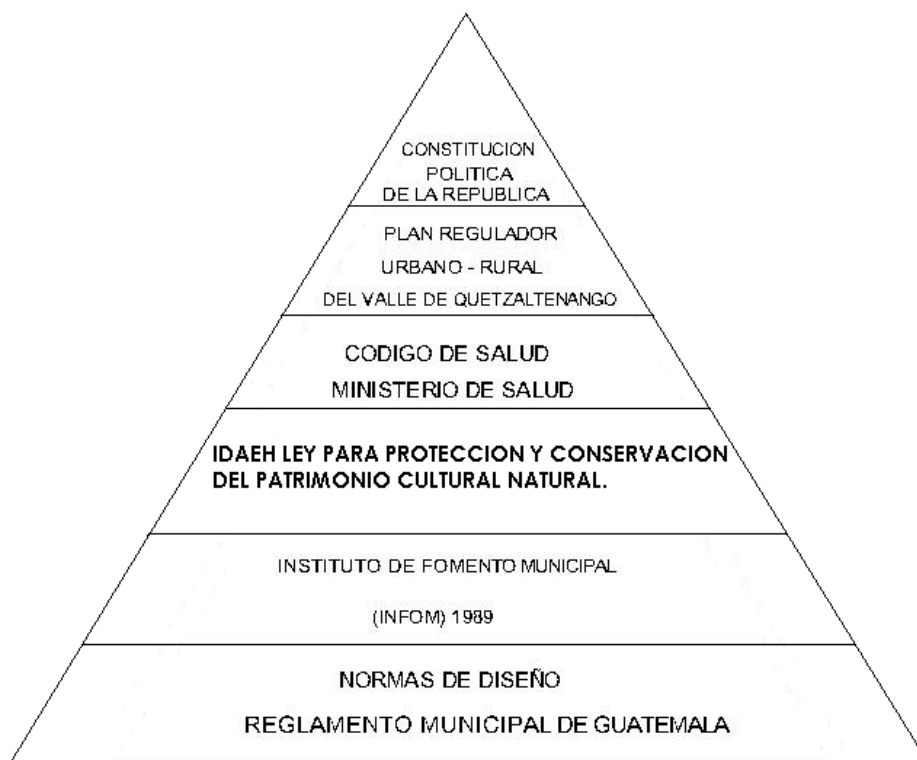 CONSTITUCION
POLITICA
DE LA REPUBLICA
PLAN REGULADOR
URBANO - RURAL
DEL VALLE DE QUETZALTENANGO
CODIGO DE SALUD
MINISTERIO DE SALUD
IDAEH LEY PARA PROTECCION Y CONSERVACION
DEL PATRIMONIO CULTURAL NATURAL.
INSTITUTO DE FOMENTO MUNICIPAL
(INFOM) 1989
NORMAS DE DISEÑO
REGLAMENTO MUNICIPAL DE GUATEMALA